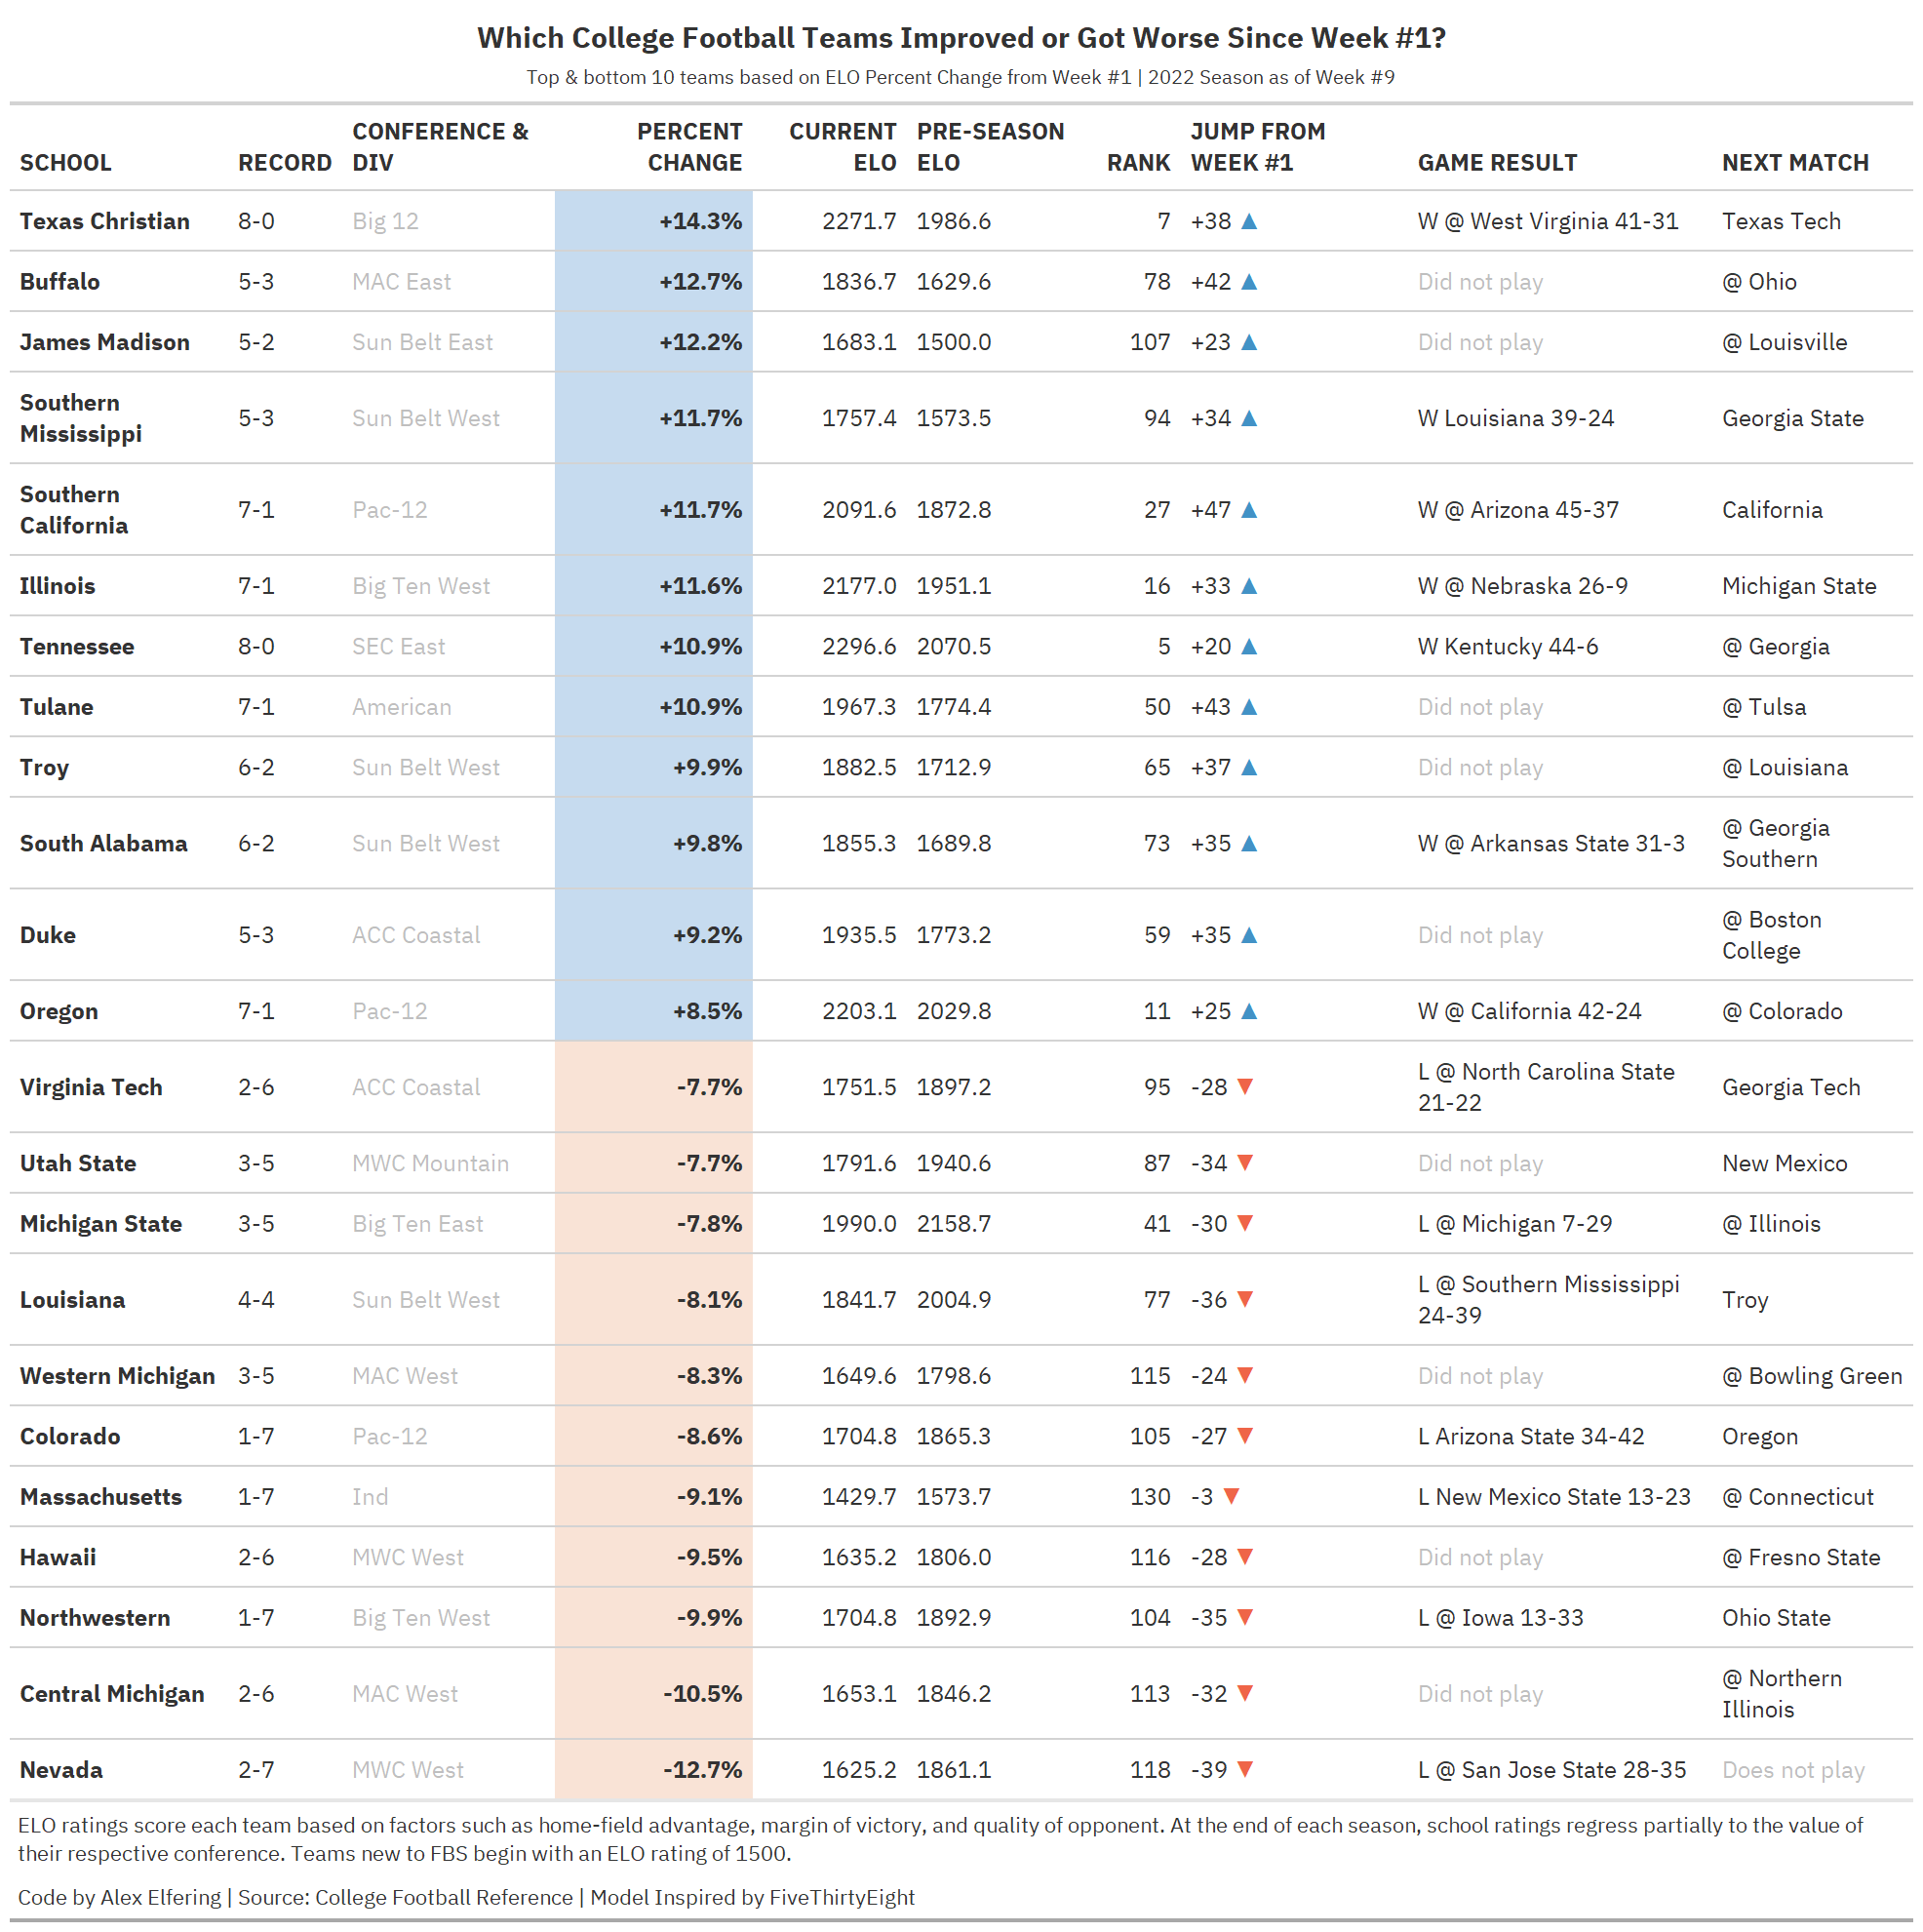 Which College Football Teams Improved or Got Worse Since Week #1?
Top & bottom 10 teams based on ELO Percent Change from Week #1 | 2022 Season as of Week #9
SCHOOL RECORD CONFERENCE & DIV PERCENT CHANGE CURRENT ELO PRE-SEASON ELO RANK JUMP FROM WEEK #1 GAME RESULT NEXT MATCH
Texas Christian 8-0 Big 12 +14.3% 2271.7 1986.6 7 +38 ▲ W @ West Virginia 41-31 Texas Tech
Buffalo 5-3 MAC East +12.7% 1836.7 1629.6 78 +42 ▲ Did not play @ Ohio
James Madison 5-2 Sun Belt East +12.2% 1683.1 1500.0 107 +23 ▲ Did not play @ Louisville
Southern Mississippi 5-3 Sun Belt West +11.7% 1757.4 1573.5 94 +34 ▲ W Louisiana 39-24 Georgia State
Southern California 7-1 Pac-12 +11.7% 2091.6 1872.8 27 +47 ▲ W @ Arizona 45-37 California
Illinois 7-1 Big Ten West +11.6% 2177.0 1951.1 16 +33 ▲ W @ Nebraska 26-9 Michigan State
Tennessee 8-0 SEC East +10.9% 2296.6 2070.5 5 +20 ▲ W Kentucky 44-6 @ Georgia
Tulane 7-1 American +10.9% 1967.3 1774.4 50 +43 ▲ Did not play @ Tulsa
Troy 6-2 Sun Belt West +9.9% 1882.5 1712.9 65 +37 ▲ Did not play @ Louisiana
South Alabama 6-2 Sun Belt West +9.8% 1855.3 1689.8 73 +35 ▲ W @ Arkansas State 31-3 @ Georgia Southern
Duke 5-3 ACC Coastal +9.2% 1935.5 1773.2 59 +35 ▲ Did not play @ Boston College
Oregon 7-1 Pac-12 +8.5% 2203.1 2029.8 11 +25 ▲ W @ California 42-24 @ Colorado
Virginia Tech 2-6 ACC Coastal -7.7% 1751.5 1897.2 95 -28 ▼ L @ North Carolina State 21-22 Georgia Tech
Utah State 3-5 MWC Mountain -7.7% 1791.6 1940.6 87 -34 ▼ Did not play New Mexico
Michigan State 3-5 Big Ten East -7.8% 1990.0 2158.7 41 -30 ▼ L @ Michigan 7-29 @ Illinois
Louisiana 4-4 Sun Belt West -8.1% 1841.7 2004.9 77 -36 ▼ L @ Southern Mississippi 24-39 Troy
Western Michigan 3-5 MAC West -8.3% 1649.6 1798.6 115 -24 ▼ Did not play @ Bowling Green
Colorado 1-7 Pac-12 -8.6% 1704.8 1865.3 105 -27 ▼ L Arizona State 34-42 Oregon
Massachusetts 1-7 Ind -9.1% 1429.7 1573.7 130 -3 ▼ L New Mexico State 13-23 @ Connecticut
Hawaii 2-6 MWC West -9.5% 1635.2 1806.0 116 -28 ▼ Did not play @ Fresno State
Northwestern 1-7 Big Ten West -9.9% 1704.8 1892.9 104 -35 ▼ L @ Iowa 13-33 Ohio State
Central Michigan 2-6 MAC West -10.5% 1653.1 1846.2 113 -32 ▼ Did not play @ Northern Illinois
Nevada 2-7 MWC West -12.7% 1625.2 1861.1 118 -39 ▼ L @ San Jose State 28-35 Does not play
ELO ratings score each team based on factors such as home-field advantage, margin of victory, and quality of opponent. At the end of each season, school ratings regress partially to the value of
their respective conference. Teams new to FBS begin with an ELO rating of 1500.
Code by Alex Elfering | Source: College Football Reference | Model Inspired by FiveThirtyEight